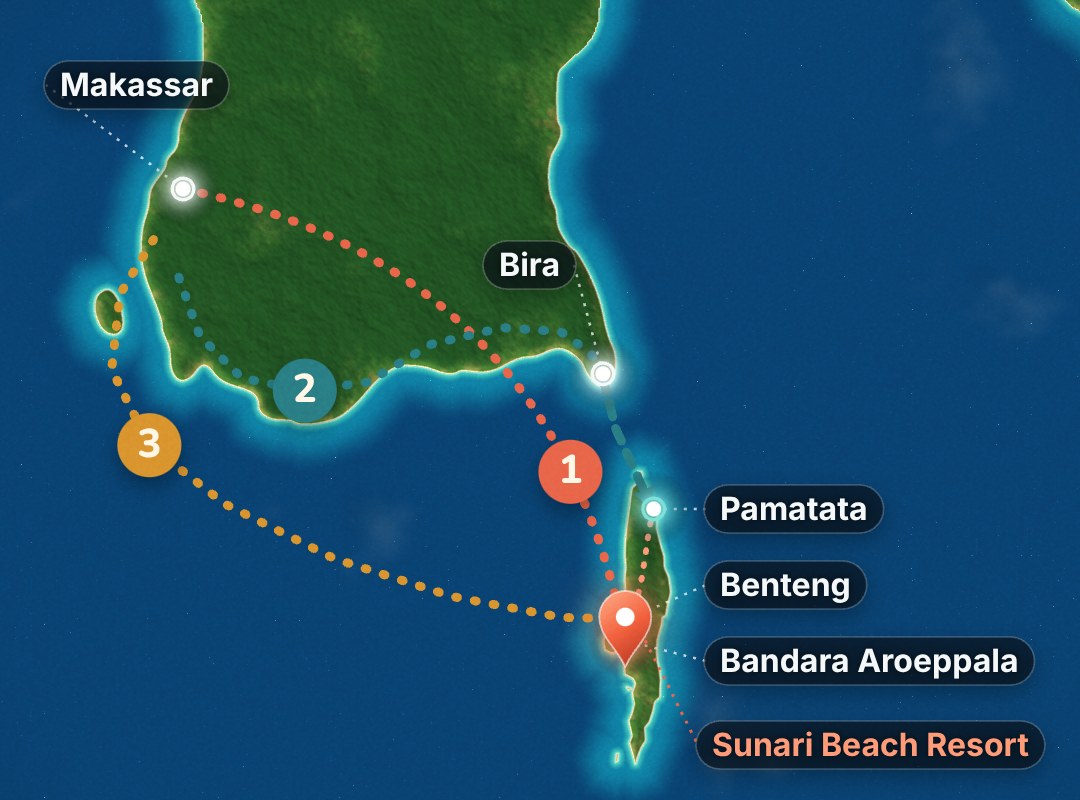 Makassar
Bira
2
3
1
Pamatata
Benteng
Bandara Aroeppala
Sunari Beach Resort